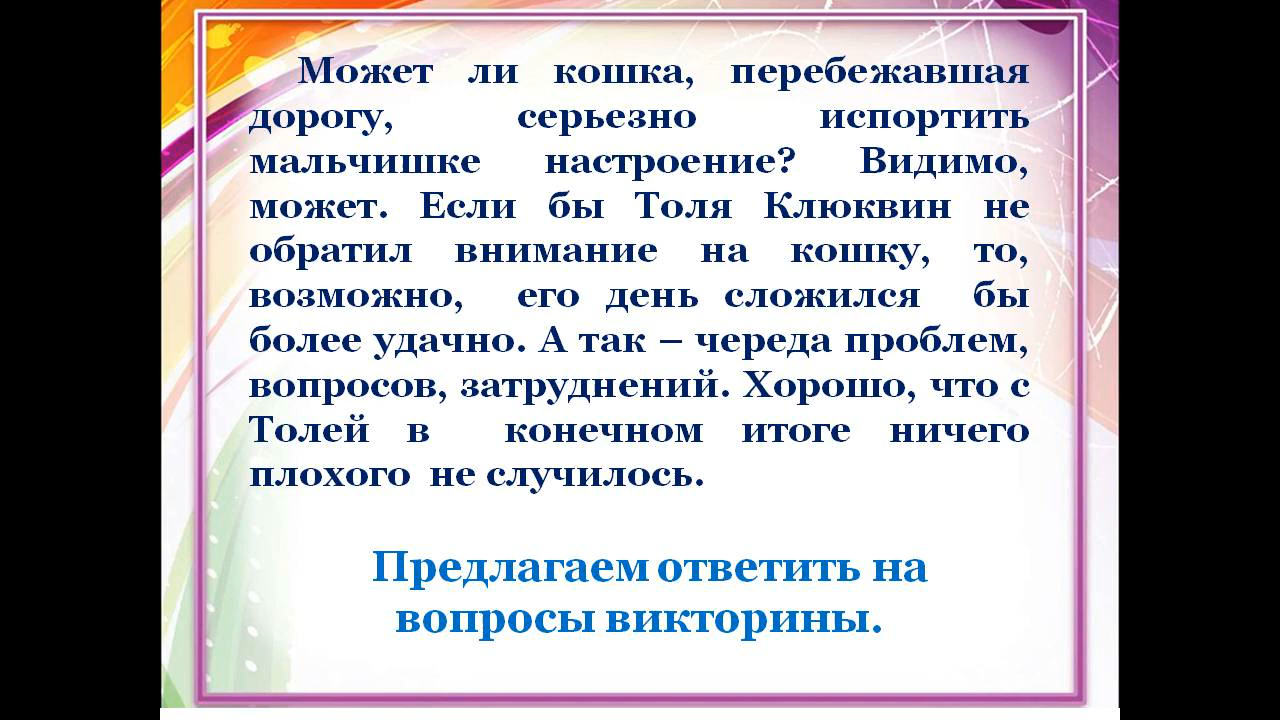 Может ли кошка, перебежавшая
дорогу, серьезно испортить
мальчишке настроение? Видимо,
может. Если бы Толя Клюквин не
обратил внимание на кошку, то,
возможно, его день сложился бы
более удачно. А так – череда проблем,
вопросов, затруднений. Хорошо, что с
Толей в конечном итоге ничего
плохого не случилось.
Предлагаем ответить на
вопросы викторины.